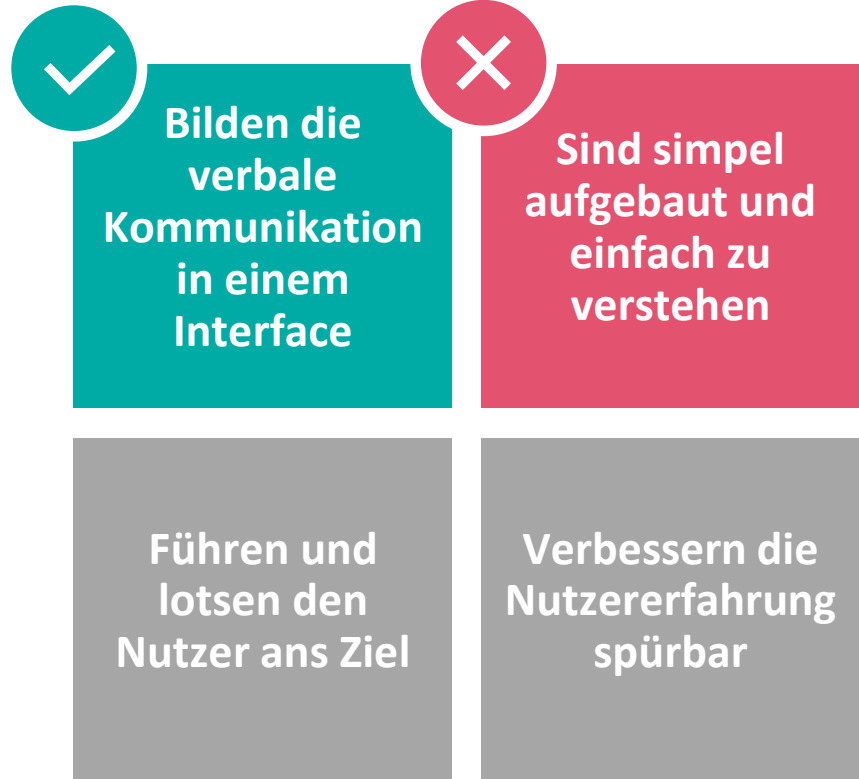 Bilden die
verbale
Kommunikation
in einem
Interface
Sind simpel
aufgebaut und
einfach zu
verstehen
Führen und
lotsen den
Nutzer ans Ziel
Verbessern die
Nutzererfahrung
spürbar